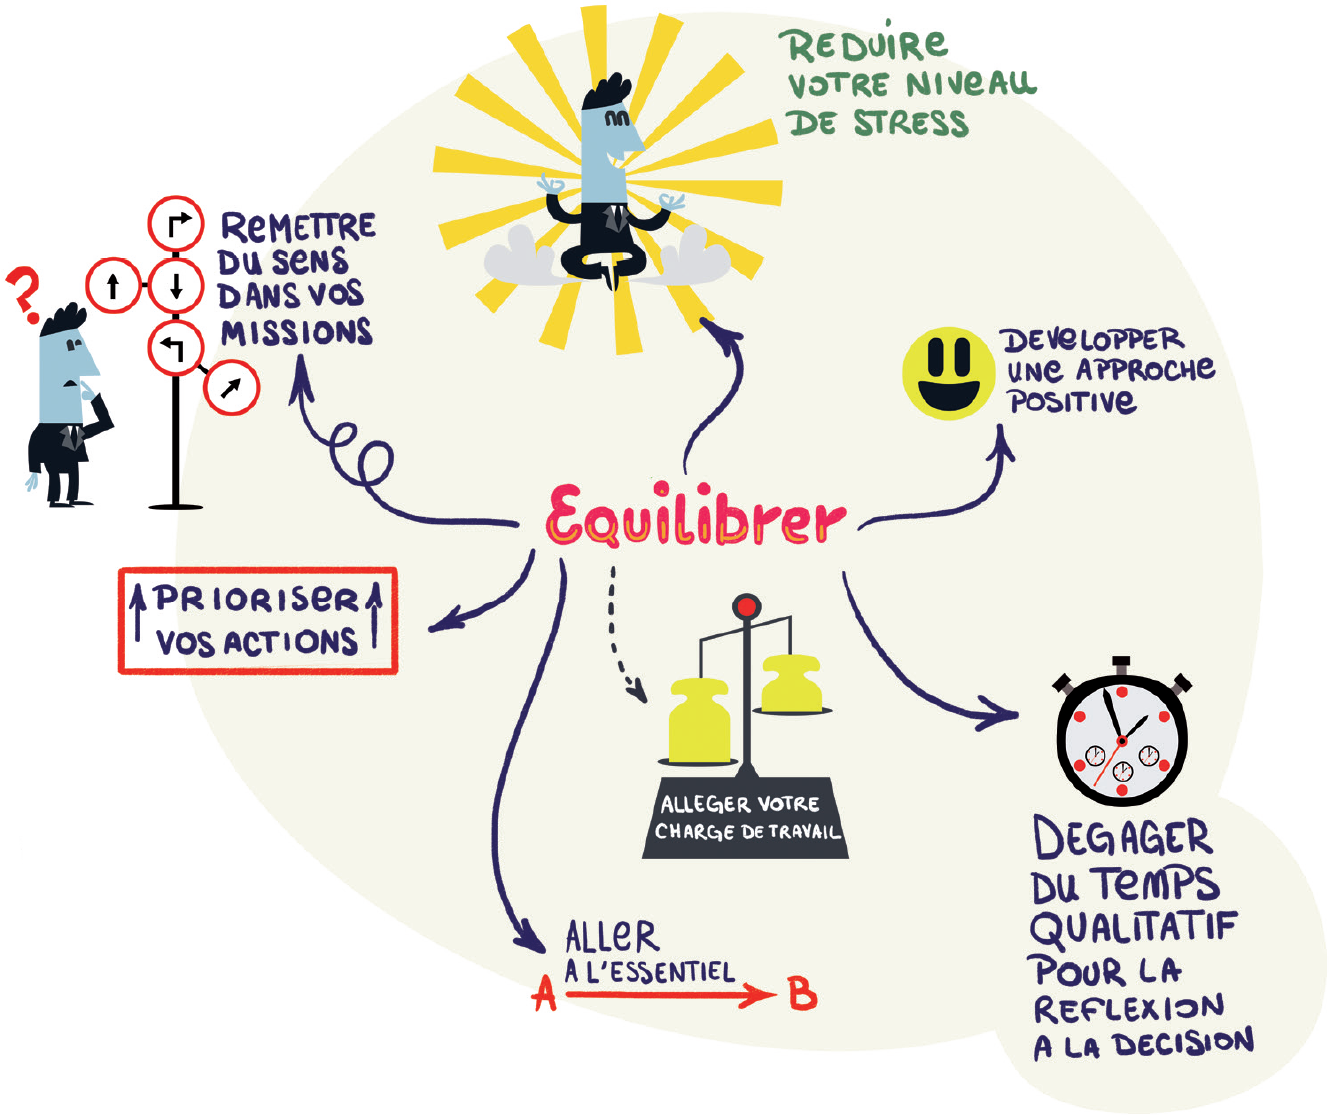 REDUIRE
VOTRE NIVEAU
DE STRESS
?
REMETTRE
DU SENS
DANS VOS
MISSIONS
DEVELOPPER
UNE APPROCHE
POSITIVE
Equilibrer
PRIORISER
VOS ACTIONS
ALLEGER VOTRE
CHARGE DE TRAVAIL
DEGAGER
DU TEMPS
QUALITATIF
POUR LA
REFLEXION
A LA DECISION
ALLER
A L'ESSENTIEL
A B